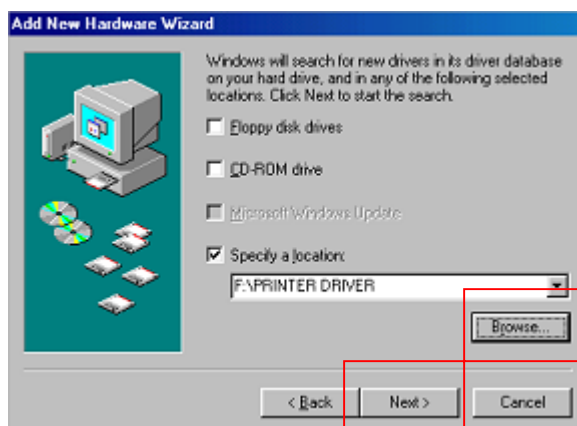 Add New Hardware Wizard
Windows will search for new drivers in its driver database
on your hard drive, and in any of the following selected
locations. Click Next to start the search.
Floppy disk drives
CD-ROM drive
Microsoft Windows Update
Specify a location:
F:\PRINTER DRIVER
Browse...
< Back
Next >
Cancel